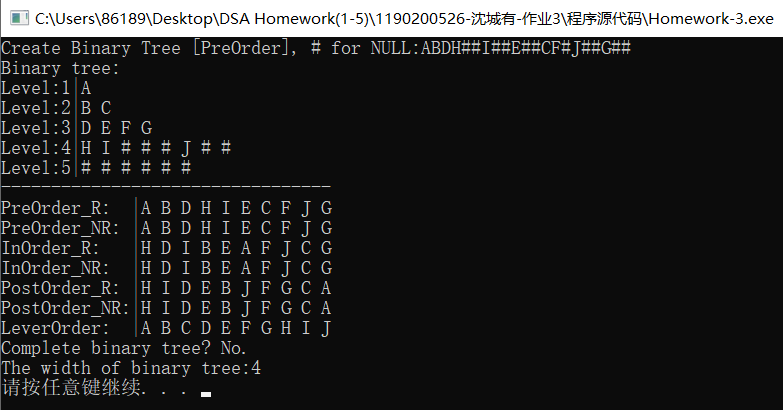 C:\Users\86189\Desktop\DSA Homework(1-5)\1190200526-沈城有-作业3\程序源代码\Homework-3.exe
Create Binary Tree [PreOrder], # for NULL:ABDH##I##E##CF#J##G##
Binary tree:
Level:1|A
Level:2|B C
Level:3|D E F G
Level:4|H I # # # J # #
Level:5|# # # # # #
---------------------------------
PreOrder_R:  |A B D H I E C F J G
PreOrder_NR: |A B D H I E C F J G
InOrder_R:   |H D I B E A F J C G
InOrder_NR:  |H D I B E A F J C G
PostOrder_R: |H I D E B J F G C A
PostOrder_NR:|H I D E B J F G C A
LeverOrder:  |A B C D E F G H I J
Complete binary tree? No.
The width of binary tree:4
请按任意键继续. . .